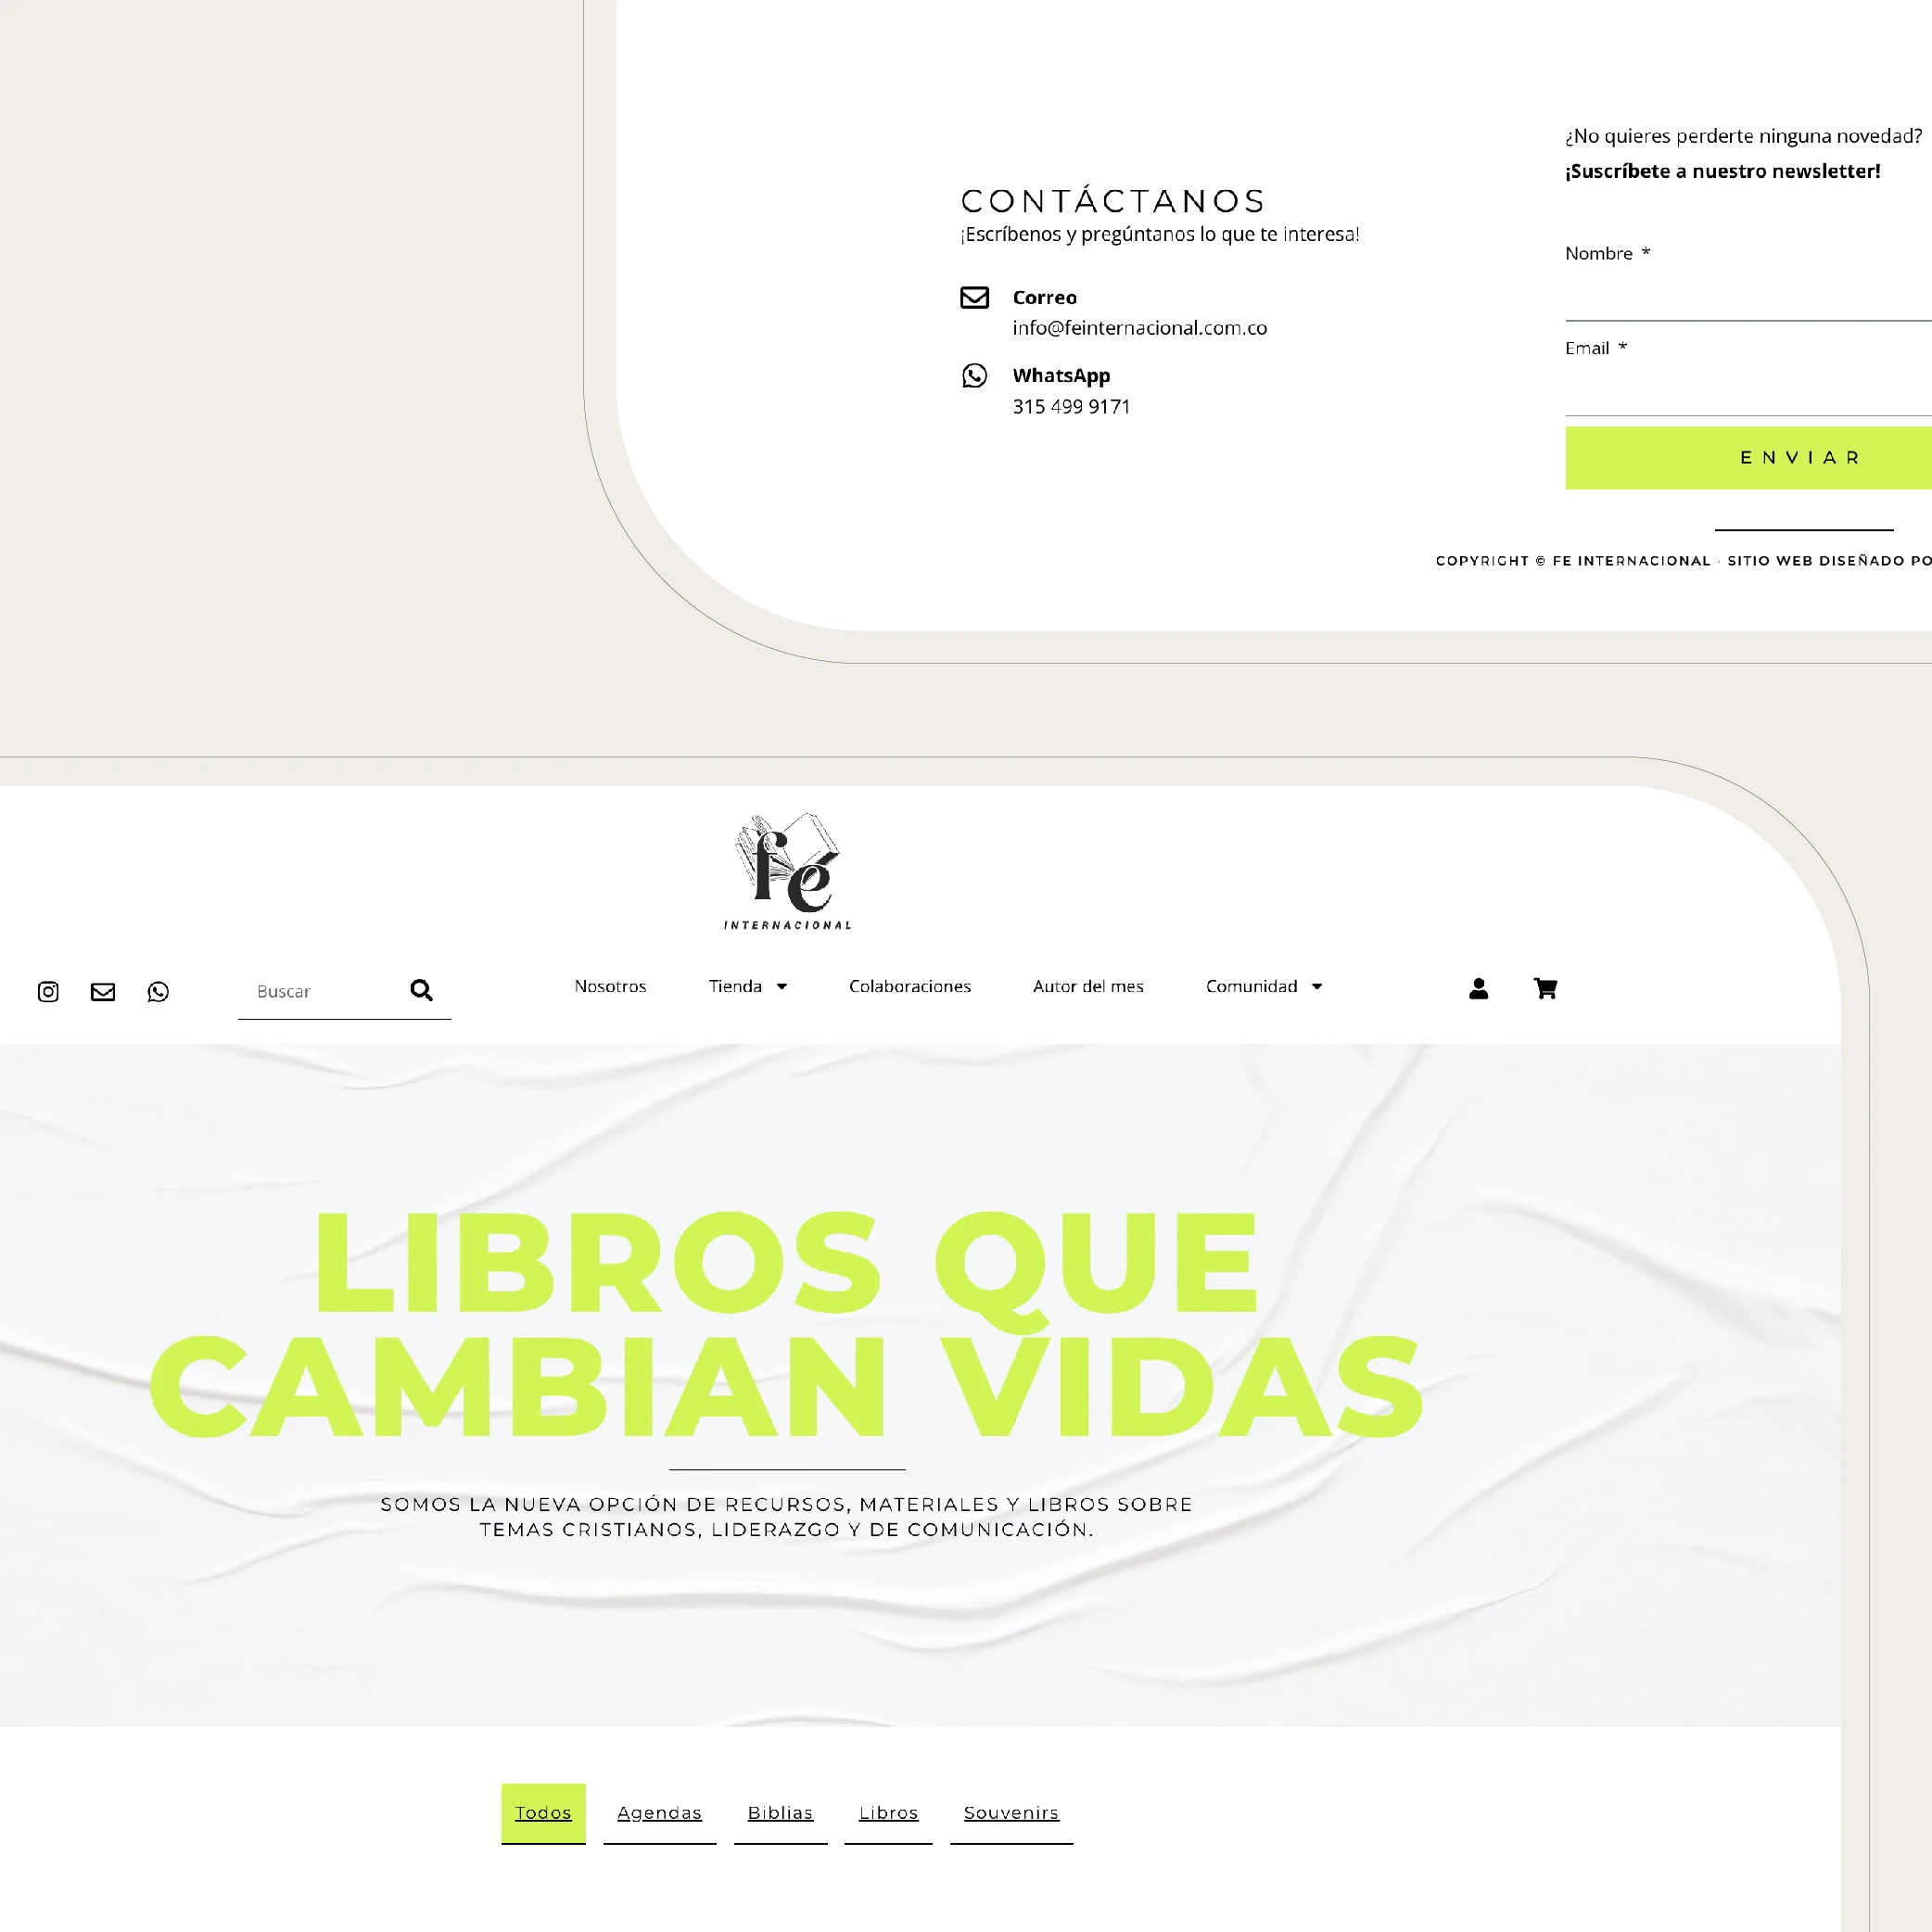 ¿No quieres perderte ninguna novedad?
¡Suscríbete a nuestro newsletter!
CONTÁCTANOS
¡Escríbenos y pregúntanos lo que te interesa!
Correo
info@feinternacional.com.co
WhatsApp
315 499 9171
Nombre *
Email *
ENVIAR
COPYRIGHT © FE INTERNACIONAL · SITIO WEB DISEÑADO PO
fe
INTERNACIONAL
Buscar
Nosotros
Tienda
Colaboraciones
Autor del mes
Comunidad
LIBROS QUE
CAMBIAN VIDAS
SOMOS LA NUEVA OPCIÓN DE RECURSOS, MATERIALES Y LIBROS SOBRE
TEMAS CRISTIANOS, LIDERAZGO Y DE COMUNICACIÓN.
Todos
Agendas
Biblias
Libros
Souvenirs